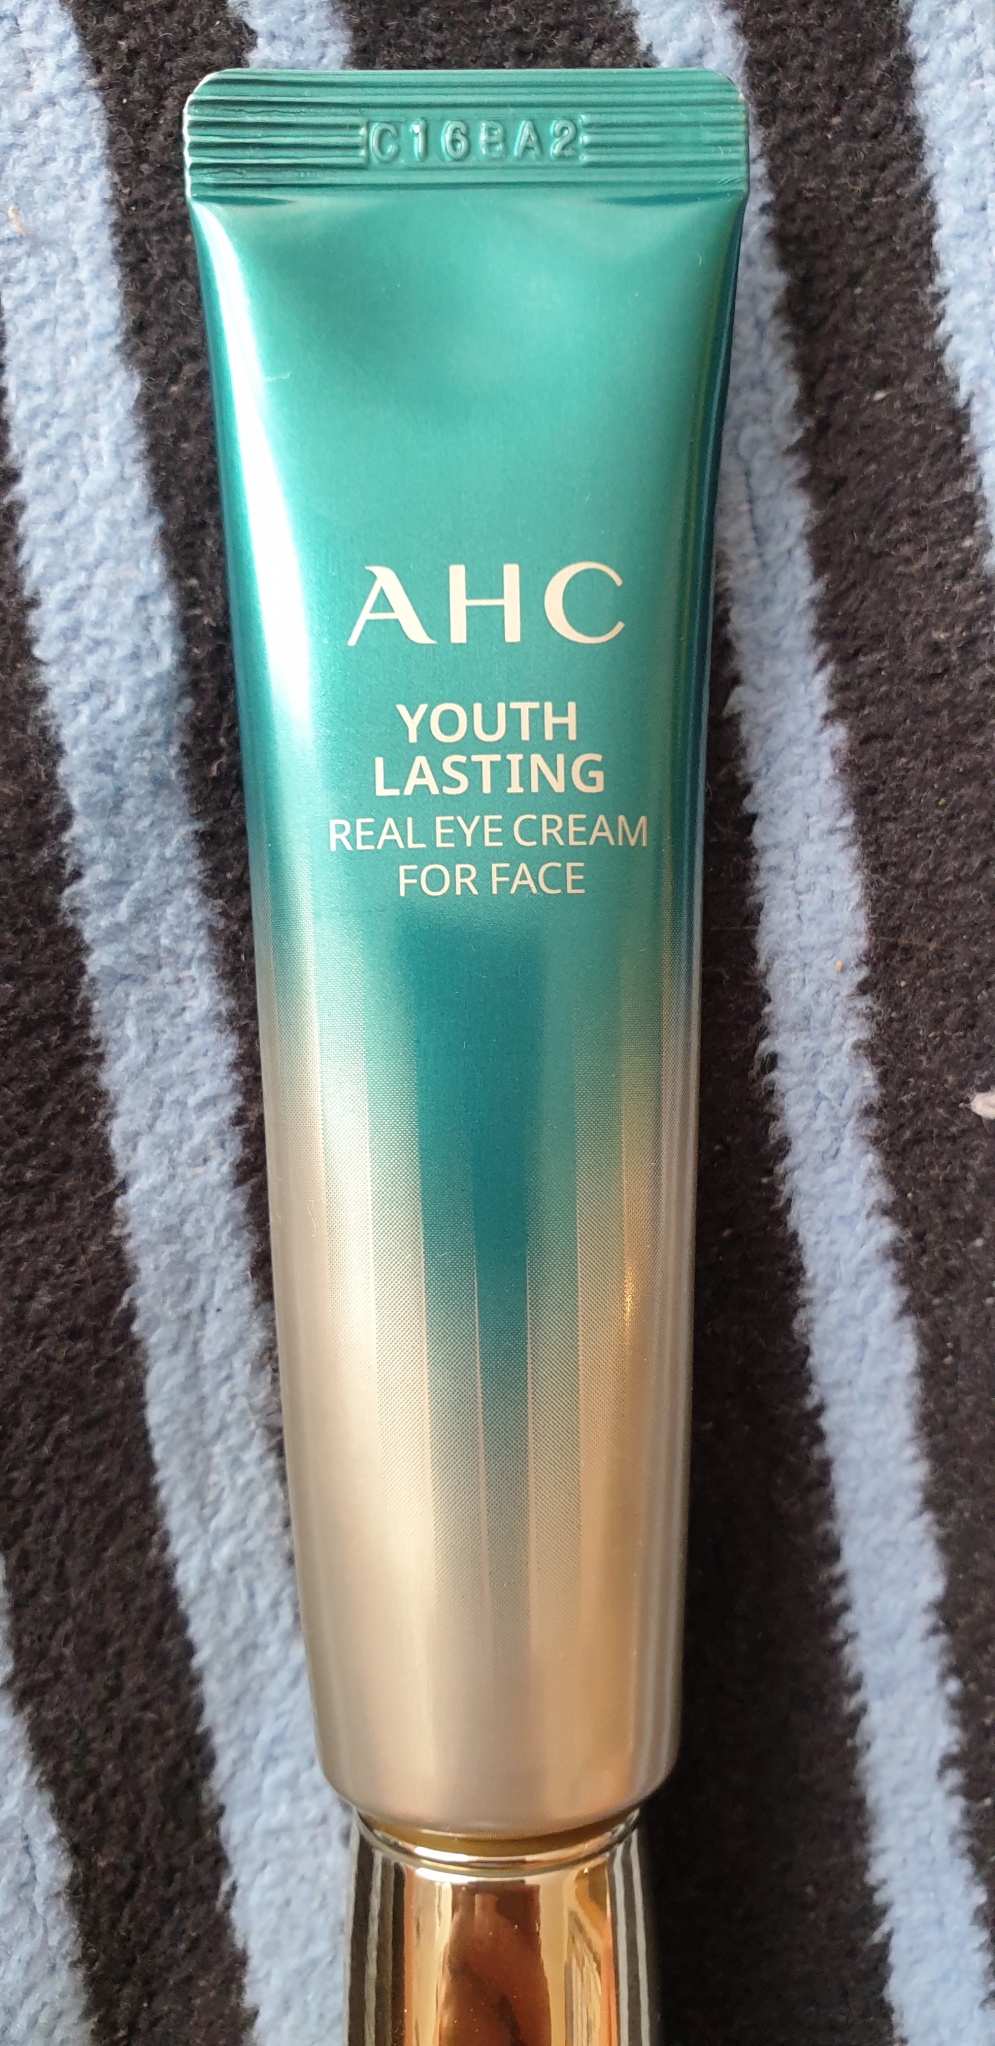 C16BA2
AHC
YOUTH
LASTING
REAL EYE CREAM
FOR FACE